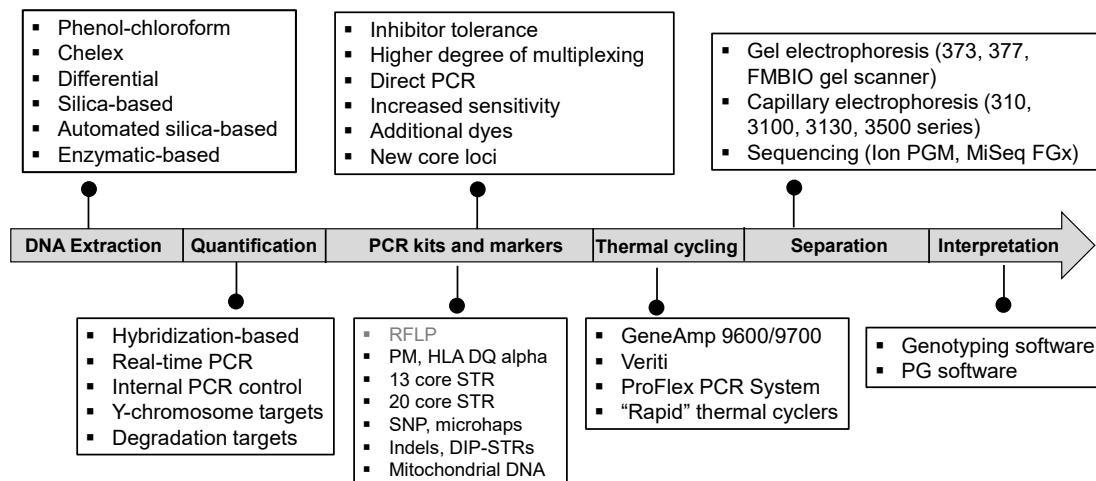 ▪ Phenol-chloroform
▪ Chelex
▪ Differential
▪ Silica-based
▪ Automated silica-based
▪ Enzymatic-based
▪ Inhibitor tolerance
▪ Higher degree of multiplexing
▪ Direct PCR
▪ Increased sensitivity
▪ Additional dyes
▪ New core loci
▪ Gel electrophoresis (373, 377,
FMBIO gel scanner)
▪ Capillary electrophoresis (310,
3100, 3130, 3500 series)
▪ Sequencing (Ion PGM, MiSeq FGx)
DNA Extraction
Quantification
PCR kits and markers
Thermal cycling
Separation
Interpretation
▪ Hybridization-based
▪ Real-time PCR
▪ Internal PCR control
▪ Y-chromosome targets
▪ Degradation targets
▪ RFLP
▪ PM, HLA DQ alpha
▪ 13 core STR
▪ 20 core STR
▪ SNP, microhaps
▪ Indels, DIP-STRs
▪ Mitochondrial DNA
▪ GeneAmp 9600/9700
▪ Veriti
▪ ProFlex PCR System
▪ “Rapid” thermal cyclers
▪ Genotyping software
▪ PG software